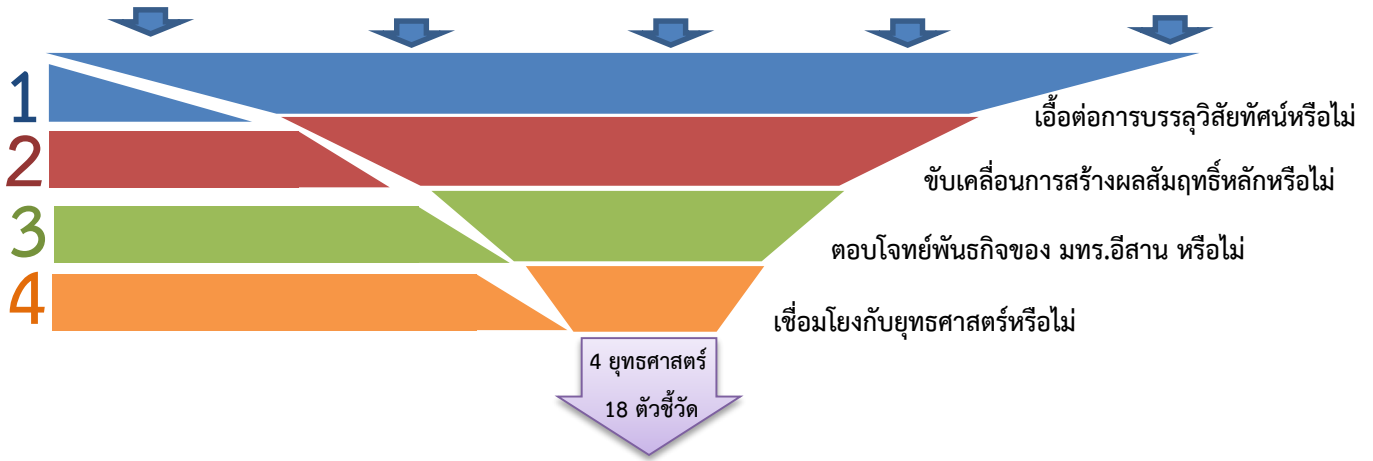 1
เอื้อต่อการบรรลุวิสัยทัศน์หรือไม่
2
ขับเคลื่อนการสร้างผลสัมฤทธิ์หลักหรือไม่
3
ตอบโจทย์พันธกิจของ มทร.อีสาน หรือไม่
4
เชื่อมโยงกับยุทธศาสตร์หรือไม่
4 ยุทธศาสตร์
18 ตัวชี้วัด